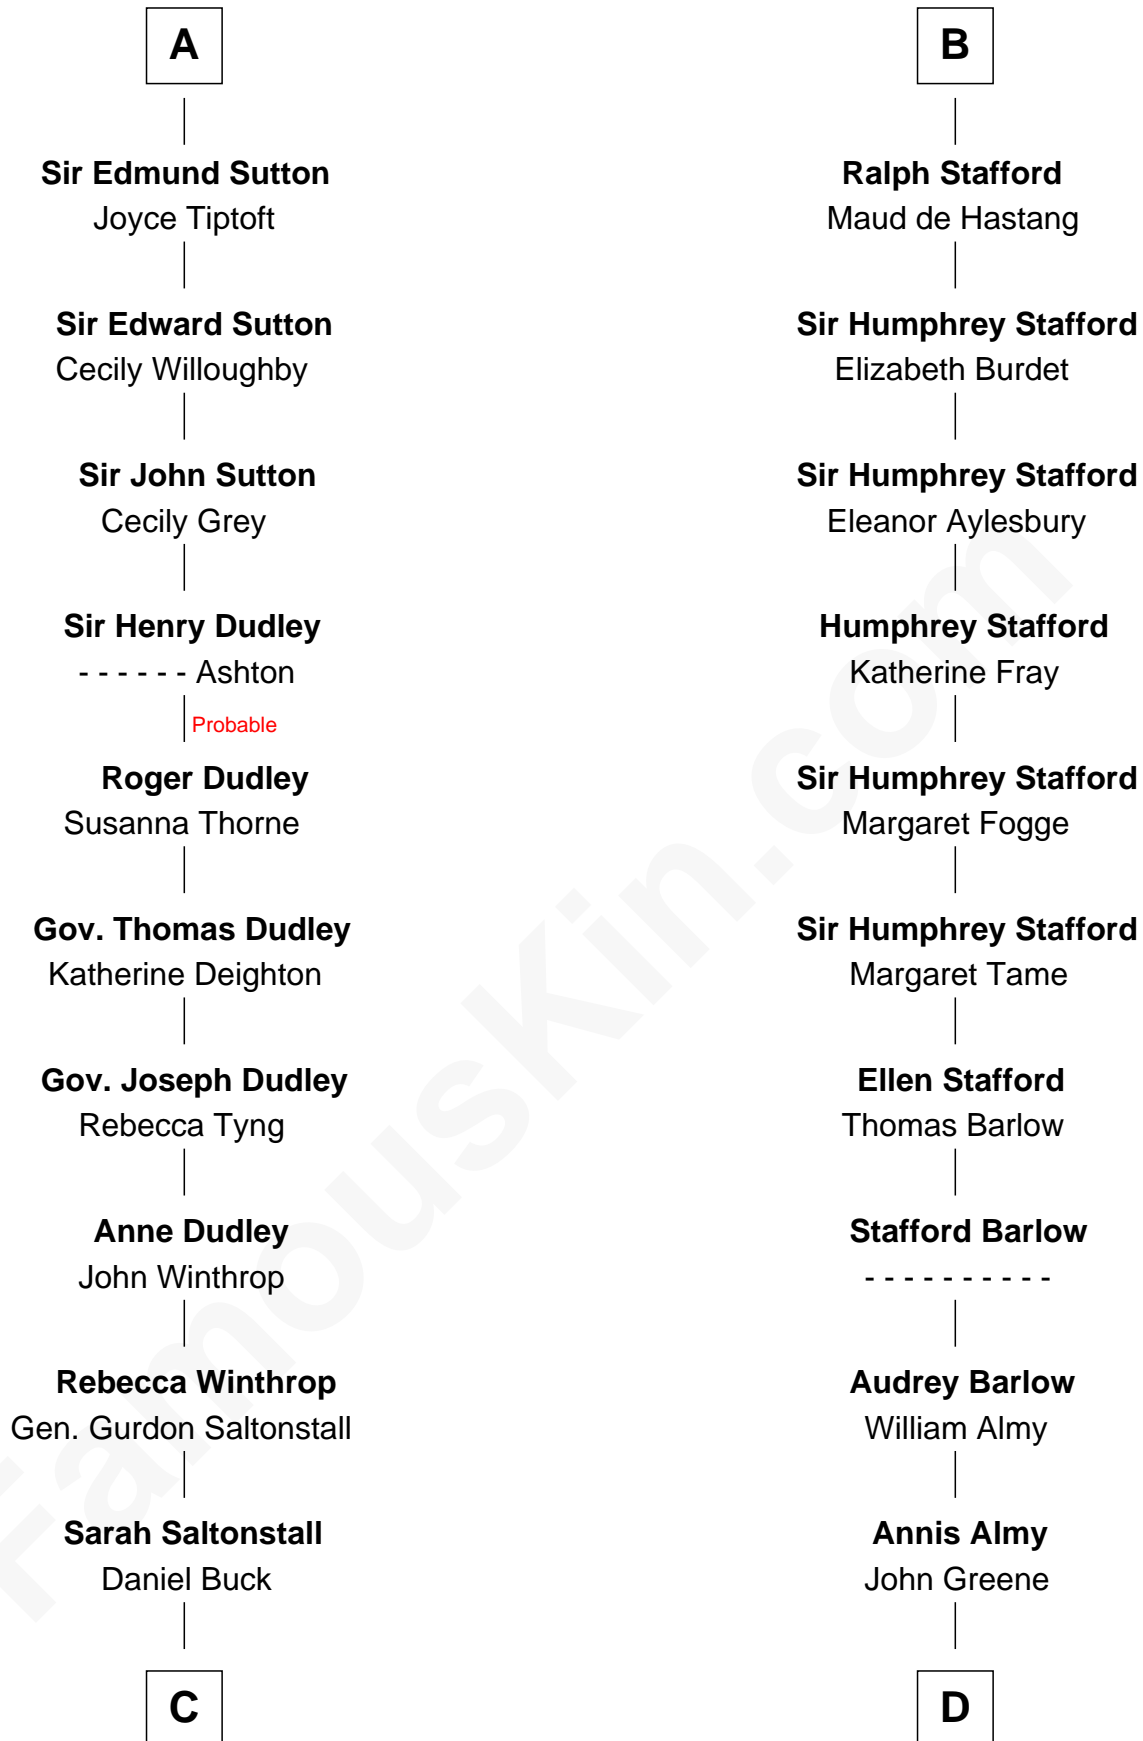 A
Sir Edmund Sutton
Joyce Tiptoft
Sir Edward Sutton
Cecily Willoughby
Sir John Sutton
Cecily Grey
Sir Henry Dudley
- - - - - - Ashton
Probable
Roger Dudley
Susanna Thorne
Gov. Thomas Dudley
Katherine Deighton
Gov. Joseph Dudley
Rebecca Tyng
Anne Dudley
John Winthrop
Rebecca Winthrop
Gen. Gurdon Saltonstall
Sarah Saltonstall
Daniel Buck
C
B
Ralph Stafford
Maud de Hastang
Sir Humphrey Stafford
Elizabeth Burdet
Sir Humphrey Stafford
Eleanor Aylesbury
Humphrey Stafford
Katherine Fray
Sir Humphrey Stafford
Margaret Fogge
Sir Humphrey Stafford
Margaret Tame
Ellen Stafford
Thomas Barlow
Stafford Barlow
- - - - - - - - - -
Audrey Barlow
William Almy
Annis Almy
John Greene
D
FamousKin.com